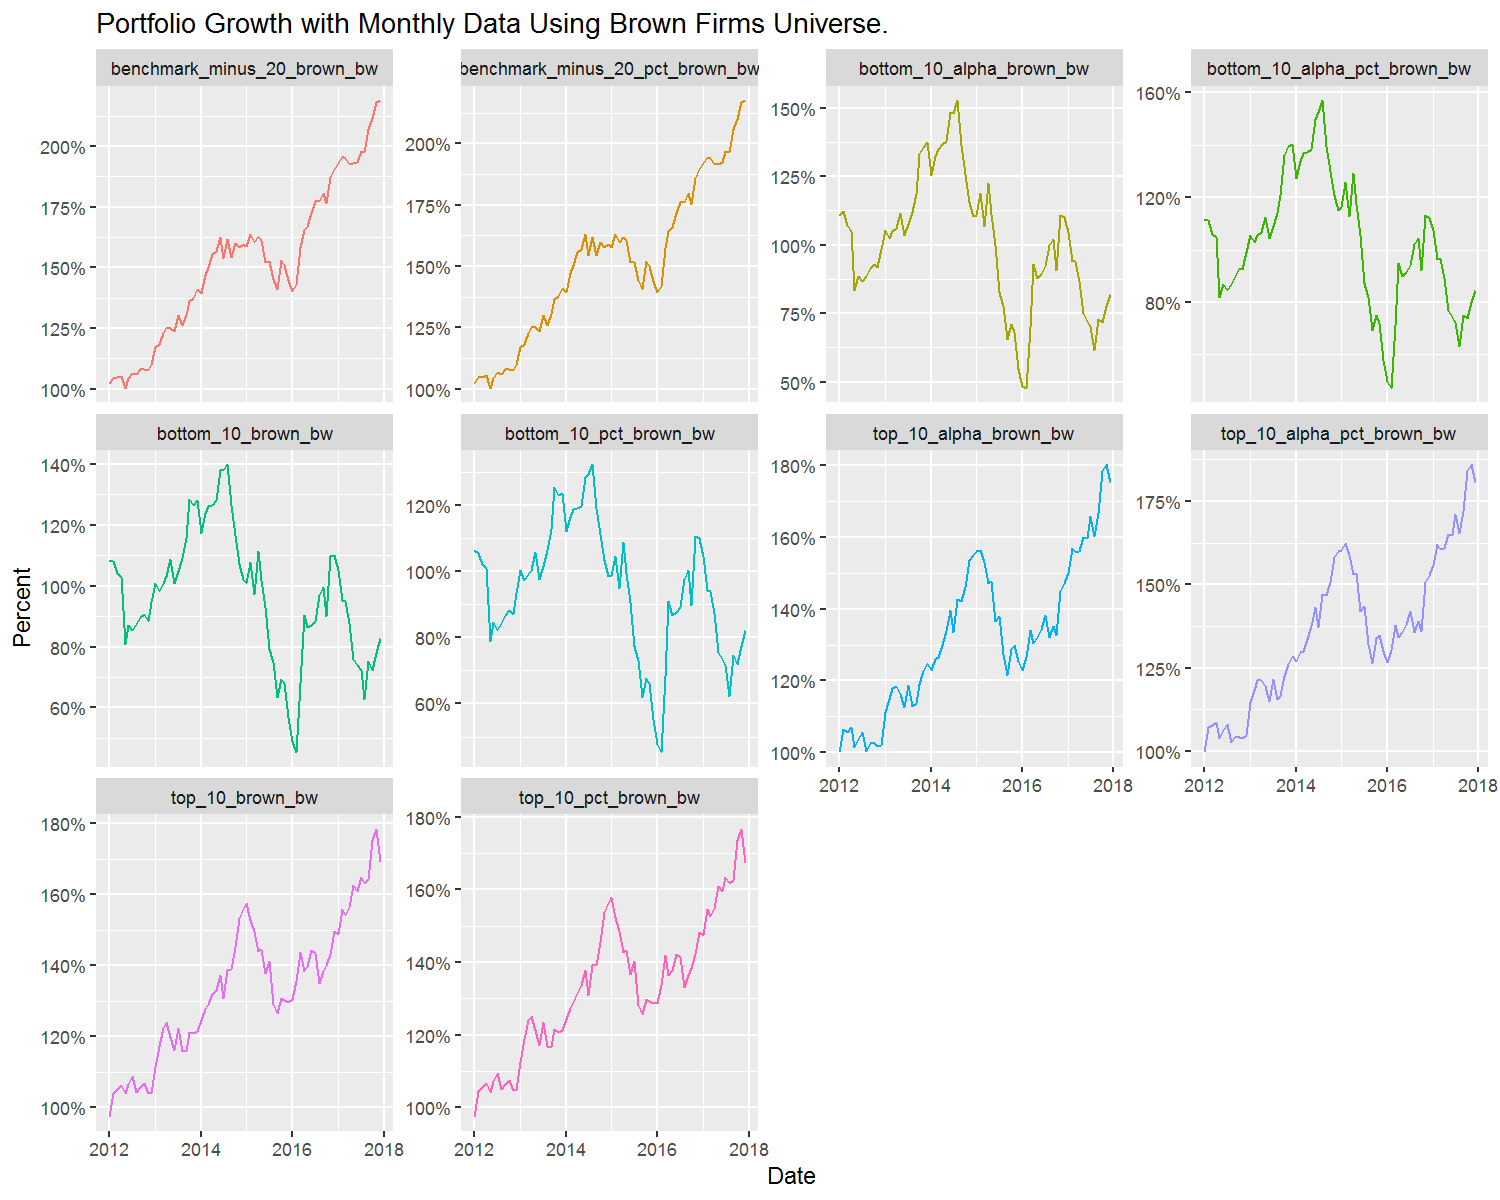 Portfolio Growth with Monthly Data Using Brown Firms Universe.
benchmark_minus_20_brown_bw
benchmark_minus_20_pct_brown_bw
bottom_10_alpha_brown_bw
bottom_10_alpha_pct_brown_bw
200%
175%
150%
125%
100%
200%
175%
150%
125%
100%
150%
125%
100%
75%
50%
160%
120%
80%
bottom_10_brown_bw
bottom_10_pct_brown_bw
top_10_alpha_brown_bw
top_10_alpha_pct_brown_bw
140%
120%
100%
80%
60%
120%
100%
80%
60%
180%
160%
140%
120%
100%
2012 2014 2016 2018
175%
150%
125%
100%
2012 2014 2016 2018
top_10_brown_bw
top_10_pct_brown_bw
180%
160%
140%
120%
100%
2012 2014 2016 2018
180%
160%
140%
120%
100%
2012 2014 2016 2018
Percent
Date